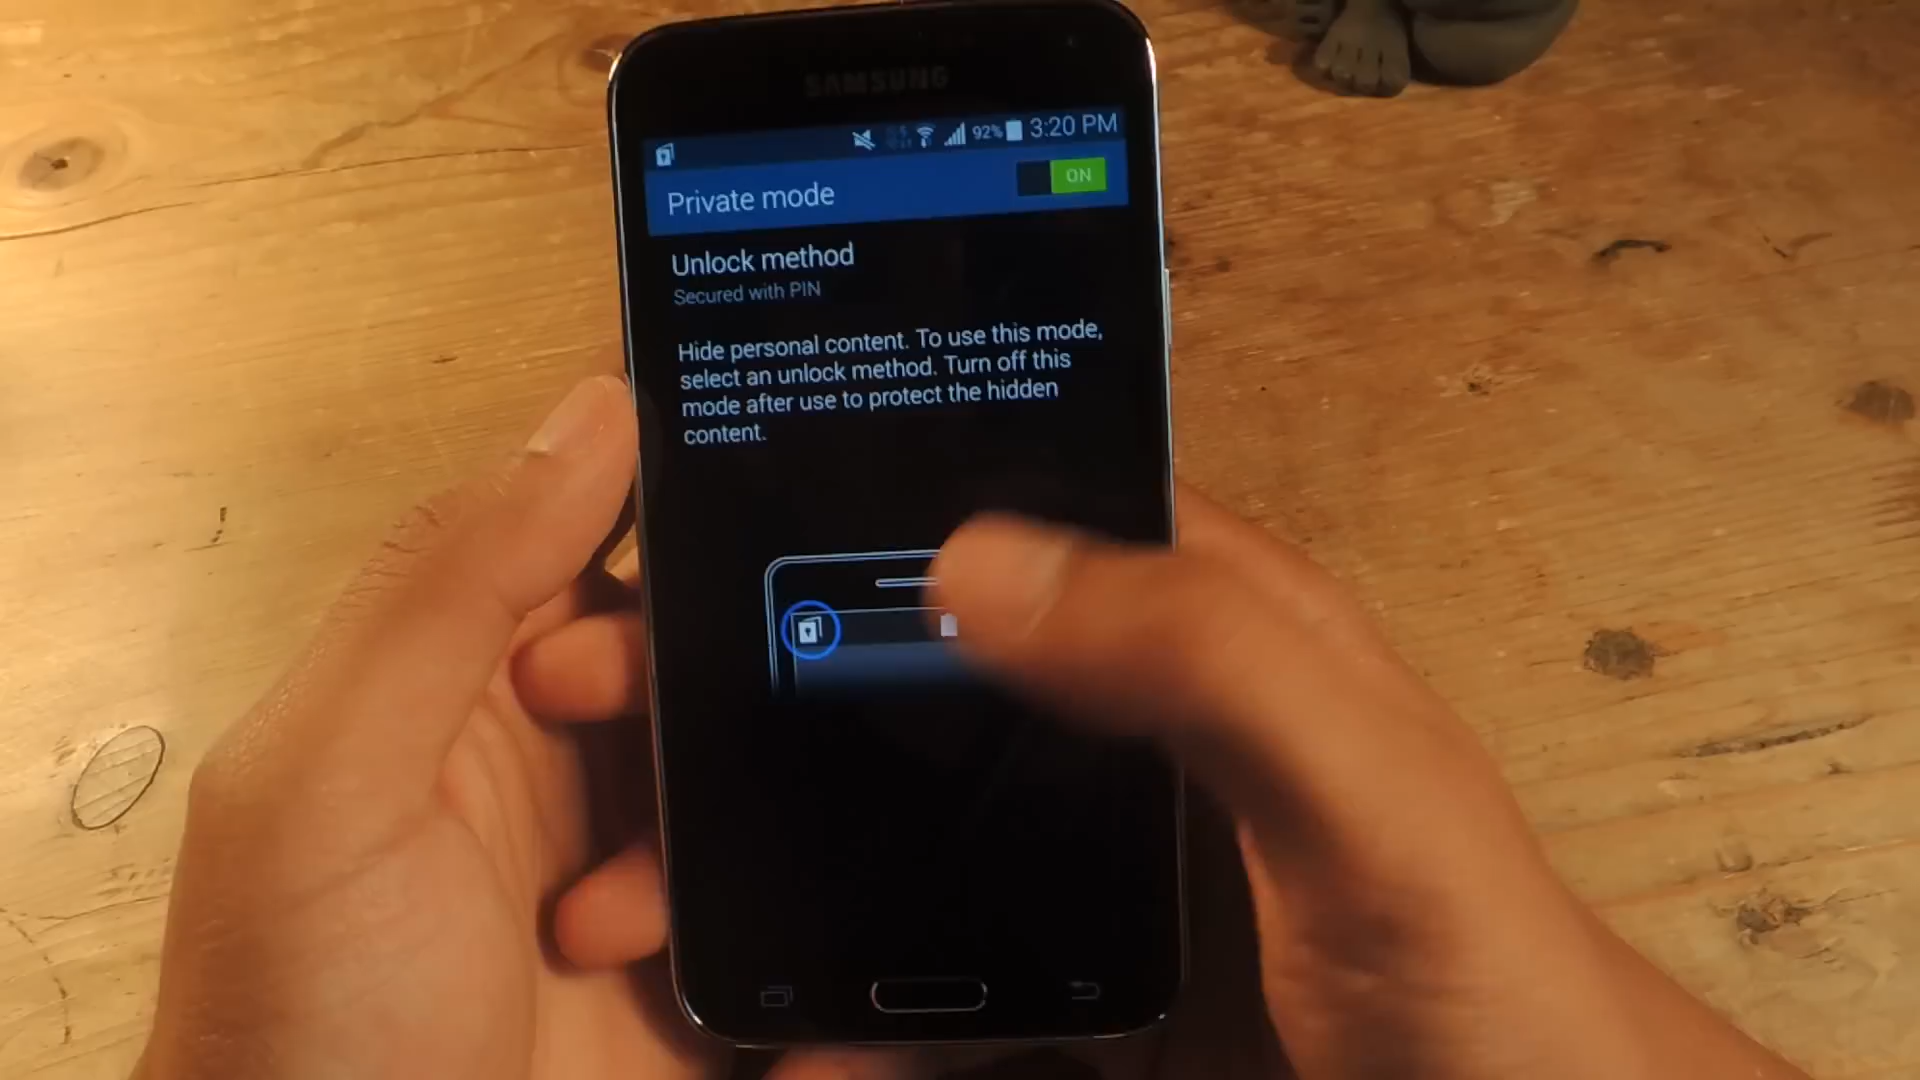 SAMSUNG
92% 3:20 PM
Private mode
ON
Unlock method
Secured with PIN
Hide personal content. To use this mode,
select an unlock method. Turn off this
mode after use to protect the hidden
content.